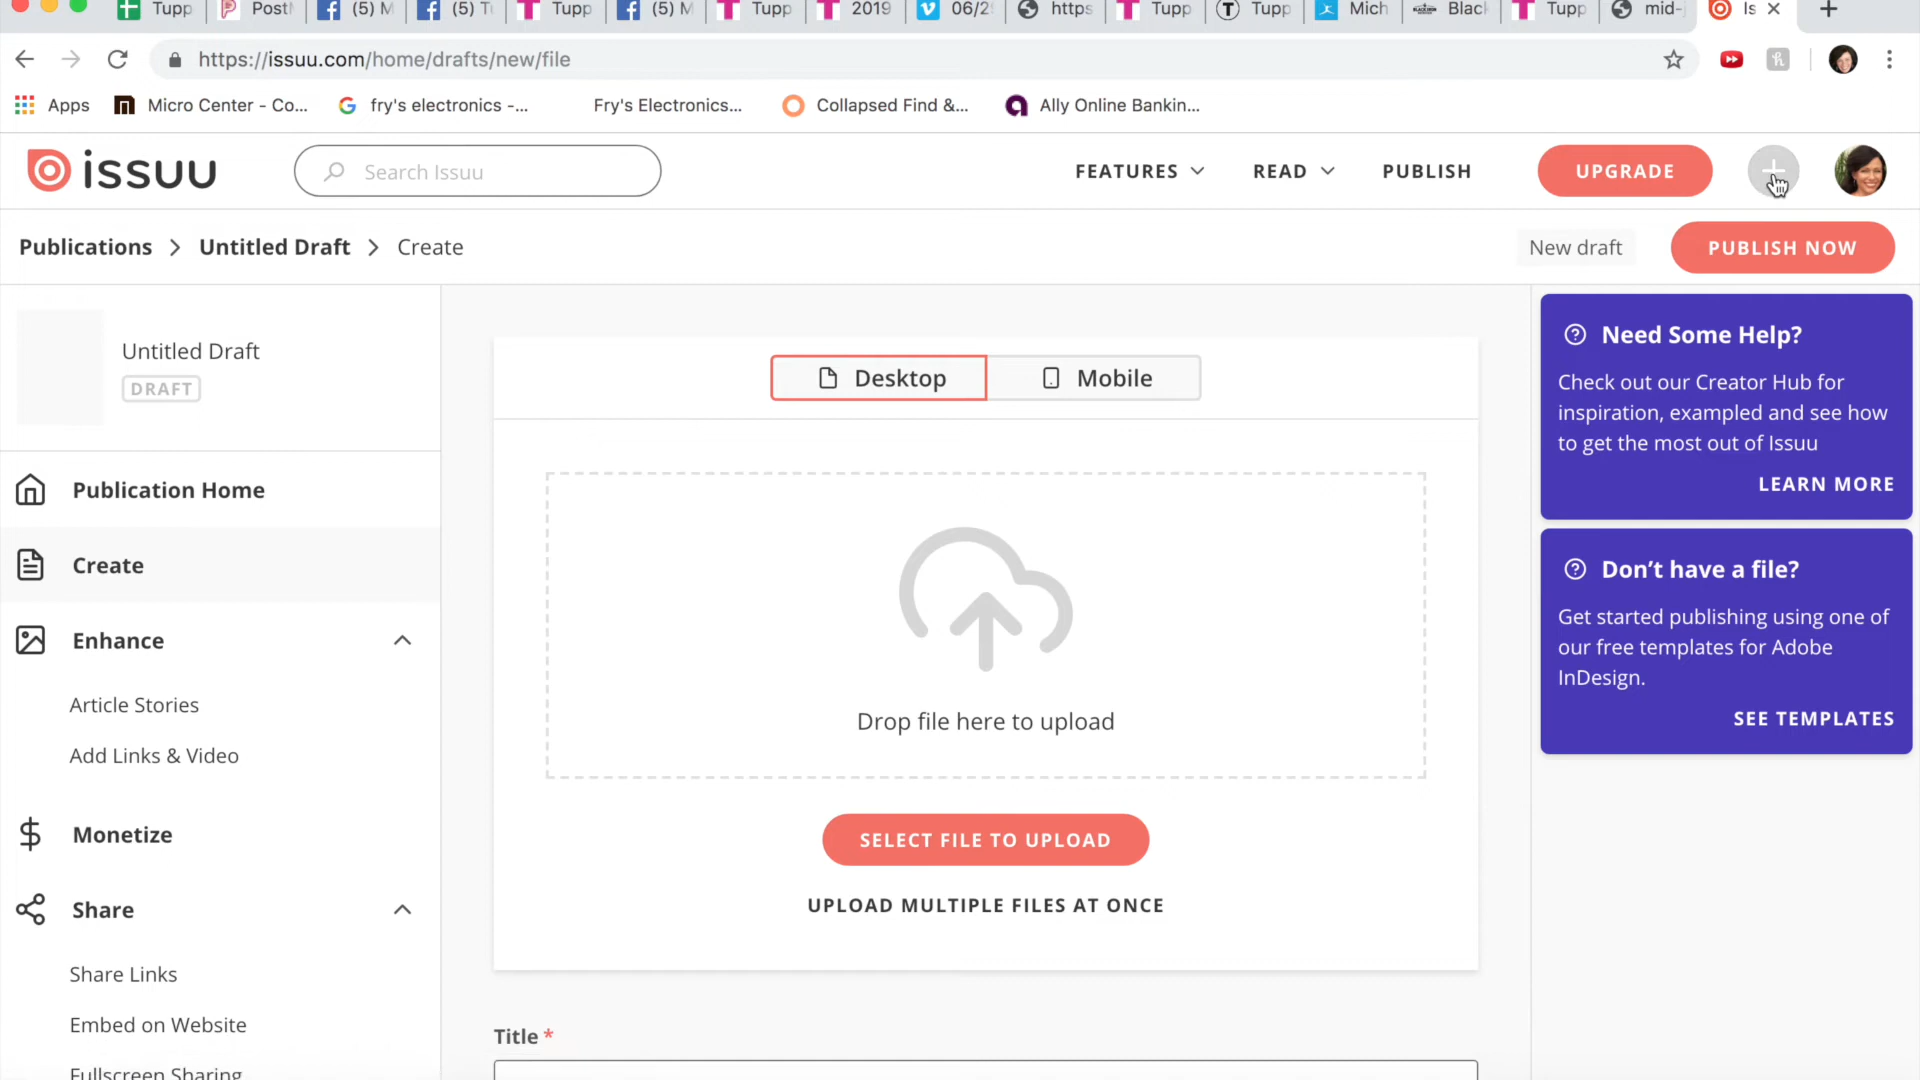 Tupp
Post
(5) M
(5) T
Tupp
(5) M
Tupp
2019
06/2
https
Tupp
Tupp
Mich
Black
Tupp
mid-
Is
https://issuu.com/home/drafts/new/file
Apps
Micro Center - Co...
fry's electronics -...
Fry's Electronics...
Collapsed Find &...
Ally Online Bankin...
issuu
Search Issuu
FEATURES
READ
PUBLISH
UPGRADE
Publications > Untitled Draft > Create
New draft
PUBLISH NOW
Untitled Draft
DRAFT
Publication Home
Create
Enhance
Article Stories
Add Links & Video
Monetize
Share
Share Links
Embed on Website
Fullscreen Sharing
Desktop
Mobile
Drop file here to upload
SELECT FILE TO UPLOAD
UPLOAD MULTIPLE FILES AT ONCE
Title *
Need Some Help?
Check out our Creator Hub for
inspiration, exampled and see how
to get the most out of Issuu
LEARN MORE
Don't have a file?
Get started publishing using one of
our free templates for Adobe
InDesign.
SEE TEMPLATES